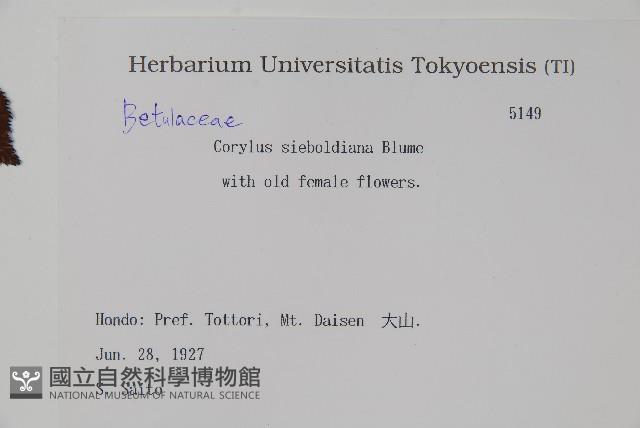 Herbarium Universitatis Tokyoensis (TI)
Betulaceae
5149
Corylus sieboldiana Blume
with old female flowers.
Hondo: Pref. Tottori, Mt. Daisen 大山.
Jun. 28, 1927
S. Saito
國立自然科學博物館
NATIONAL MUSEUM OF NATURAL SCIENCE